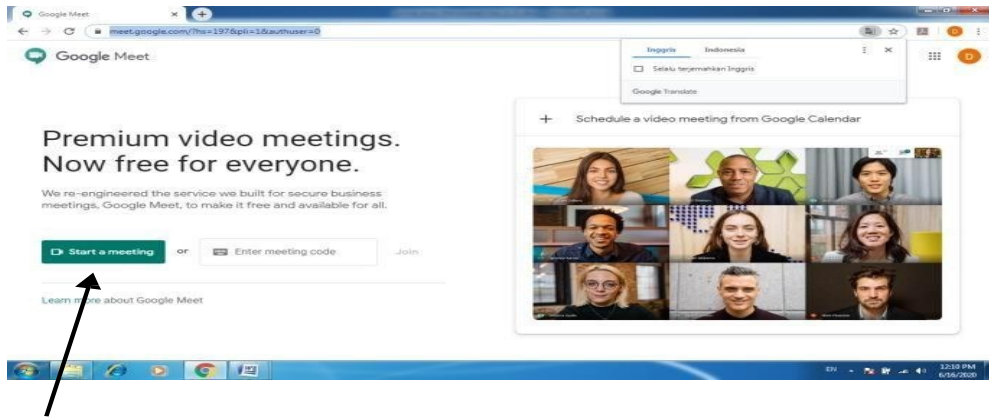 Google Meet
meet.google.com/?hs=197&pli=1&authuser=0
Google Meet
Inggris Indonesia
Selalu terjemahkan Inggris
Google Translate
D
D
Schedule a video meeting from Google Calendar
Premium video meetings.
Now free for everyone.
We re-engineered the service we built for secure business
meetings, Google Meet, to make it free and available for all.
Start a meeting or Enter meeting code Join
Learn more about Google Meet
EN
12:10 PM
6/16/2020